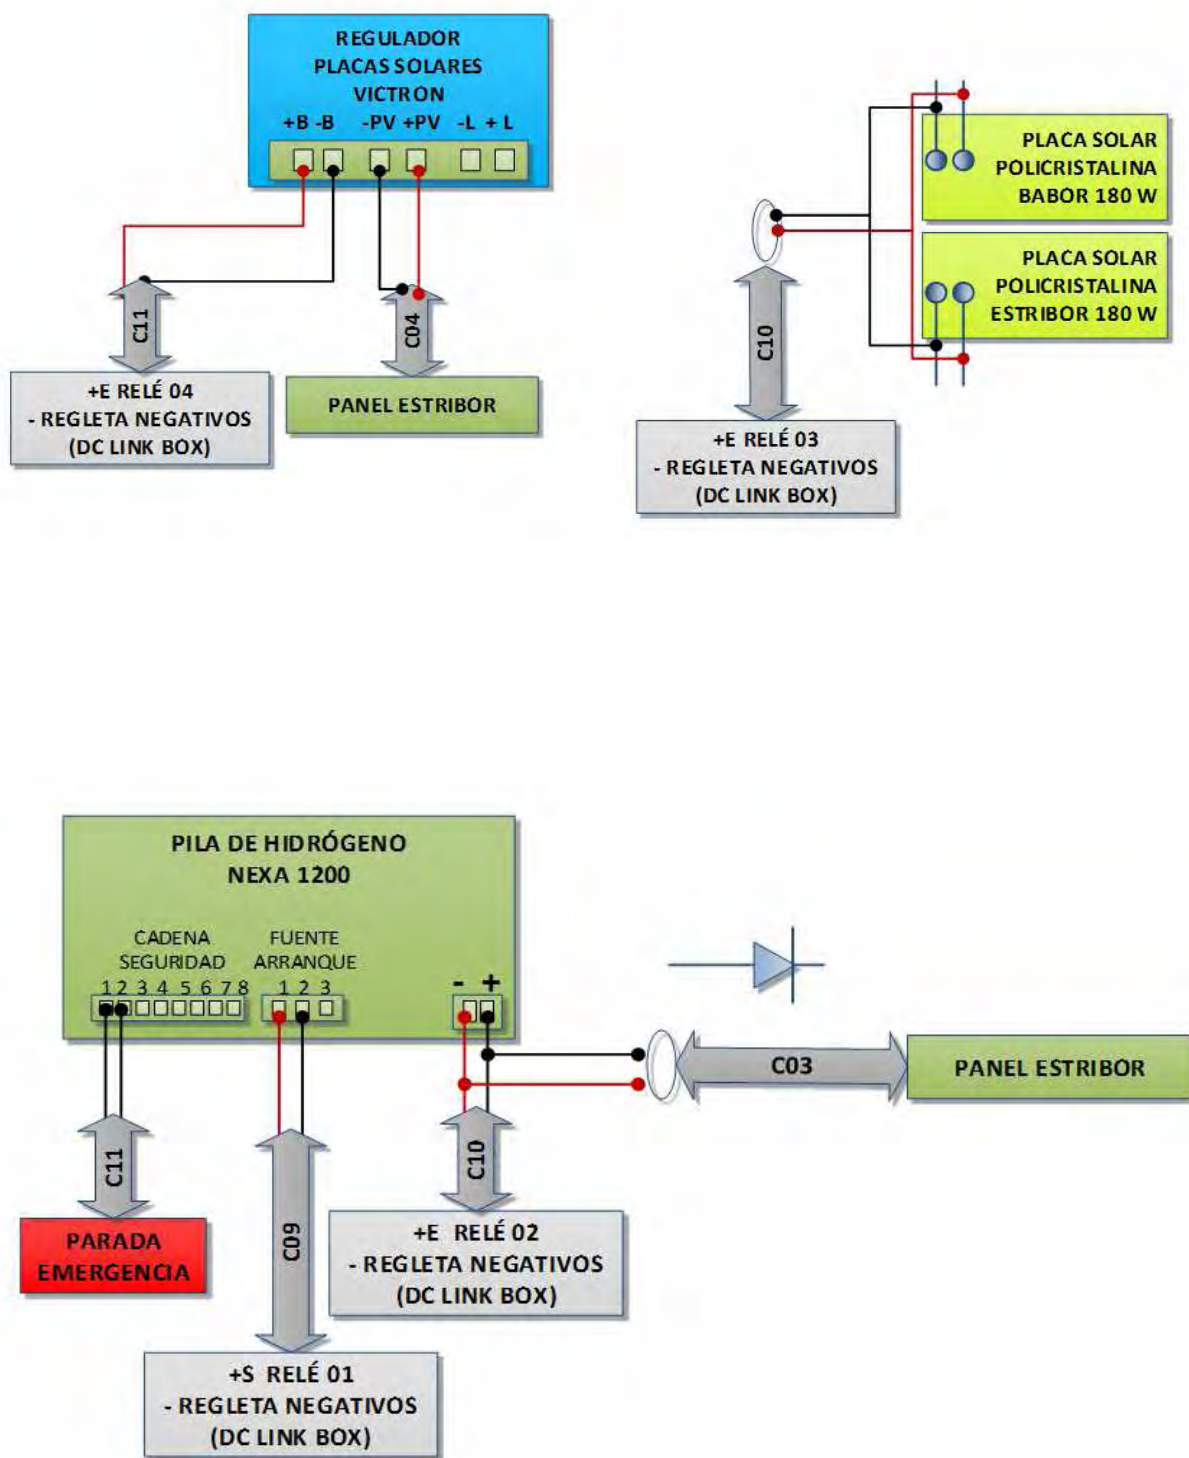 REGULADOR
PLACAS SOLARES
VICTRON
+B -B -PV +PV -L + L
C11
C04
+E RELÉ 04
- REGLETA NEGATIVOS
(DC LINK BOX)
PANEL ESTRIBOR
PLACA SOLAR
POLICRISTALINA
BABOR 180 W
PLACA SOLAR
POLICRISTALINA
ESTRIBOR 180 W
C10
+E RELÉ 03
- REGLETA NEGATIVOS
(DC LINK BOX)
PILA DE HIDRÓGENO
NEXA 1200
CADENA
SEGURIDAD
1 2 3 4 5 6 7 8
FUENTE
ARRANQUE
1 2 3
- +
C03
PANEL ESTRIBOR
C11
C09
C10
PARADA
EMERGENCIA
+E RELÉ 02
- REGLETA NEGATIVOS
(DC LINK BOX)
+S RELÉ 01
- REGLETA NEGATIVOS
(DC LINK BOX)